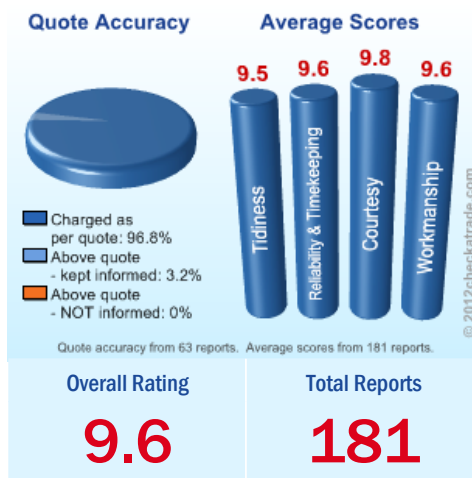 Quote Accuracy
Charged as
per quote: 96.8%
Above quote
- kept informed: 3.2%
Above quote
- NOT informed: 0%
Average Scores
9.5
9.6
9.8
9.6
Tidiness
Reliability & Timekeeping
Courtesy
Workmanship
© 2012checkatrade.com
Quote accuracy from 63 reports. Average scores from 181 reports.
Overall Rating
9.6
Total Reports
181